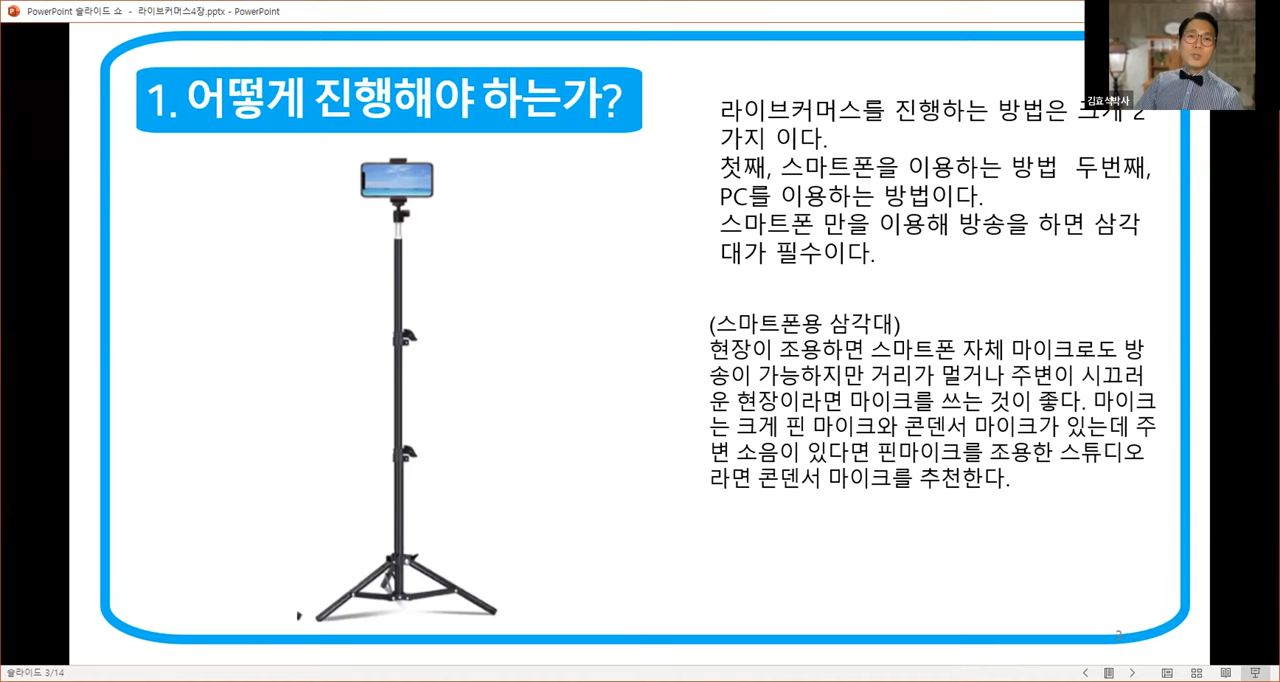 PowerPoint 슬라이드 쇼 - 라이브커머스4장.pptx - PowerPoint
김효석박사
1. 어떻게 진행해야 하는가?
라이브커머스를 진행하는 방법은 크게 2
가지 이다.
첫째, 스마트폰을 이용하는 방법 두번째,
PC를 이용하는 방법이다.
스마트폰 만을 이용해 방송을 하면 삼각
대가 필수이다.
(스마트폰용 삼각대)
현장이 조용하면 스마트폰 자체 마이크로도 방
송이 가능하지만 거리가 멀거나 주변이 시끄러
운 현장이라면 마이크를 쓰는 것이 좋다. 마이크
는 크게 핀 마이크와 콘덴서 마이크가 있는데 주
변 소음이 있다면 핀마이크를 조용한 스튜디오
라면 콘덴서 마이크를 추천한다.
슬라이드 3/14